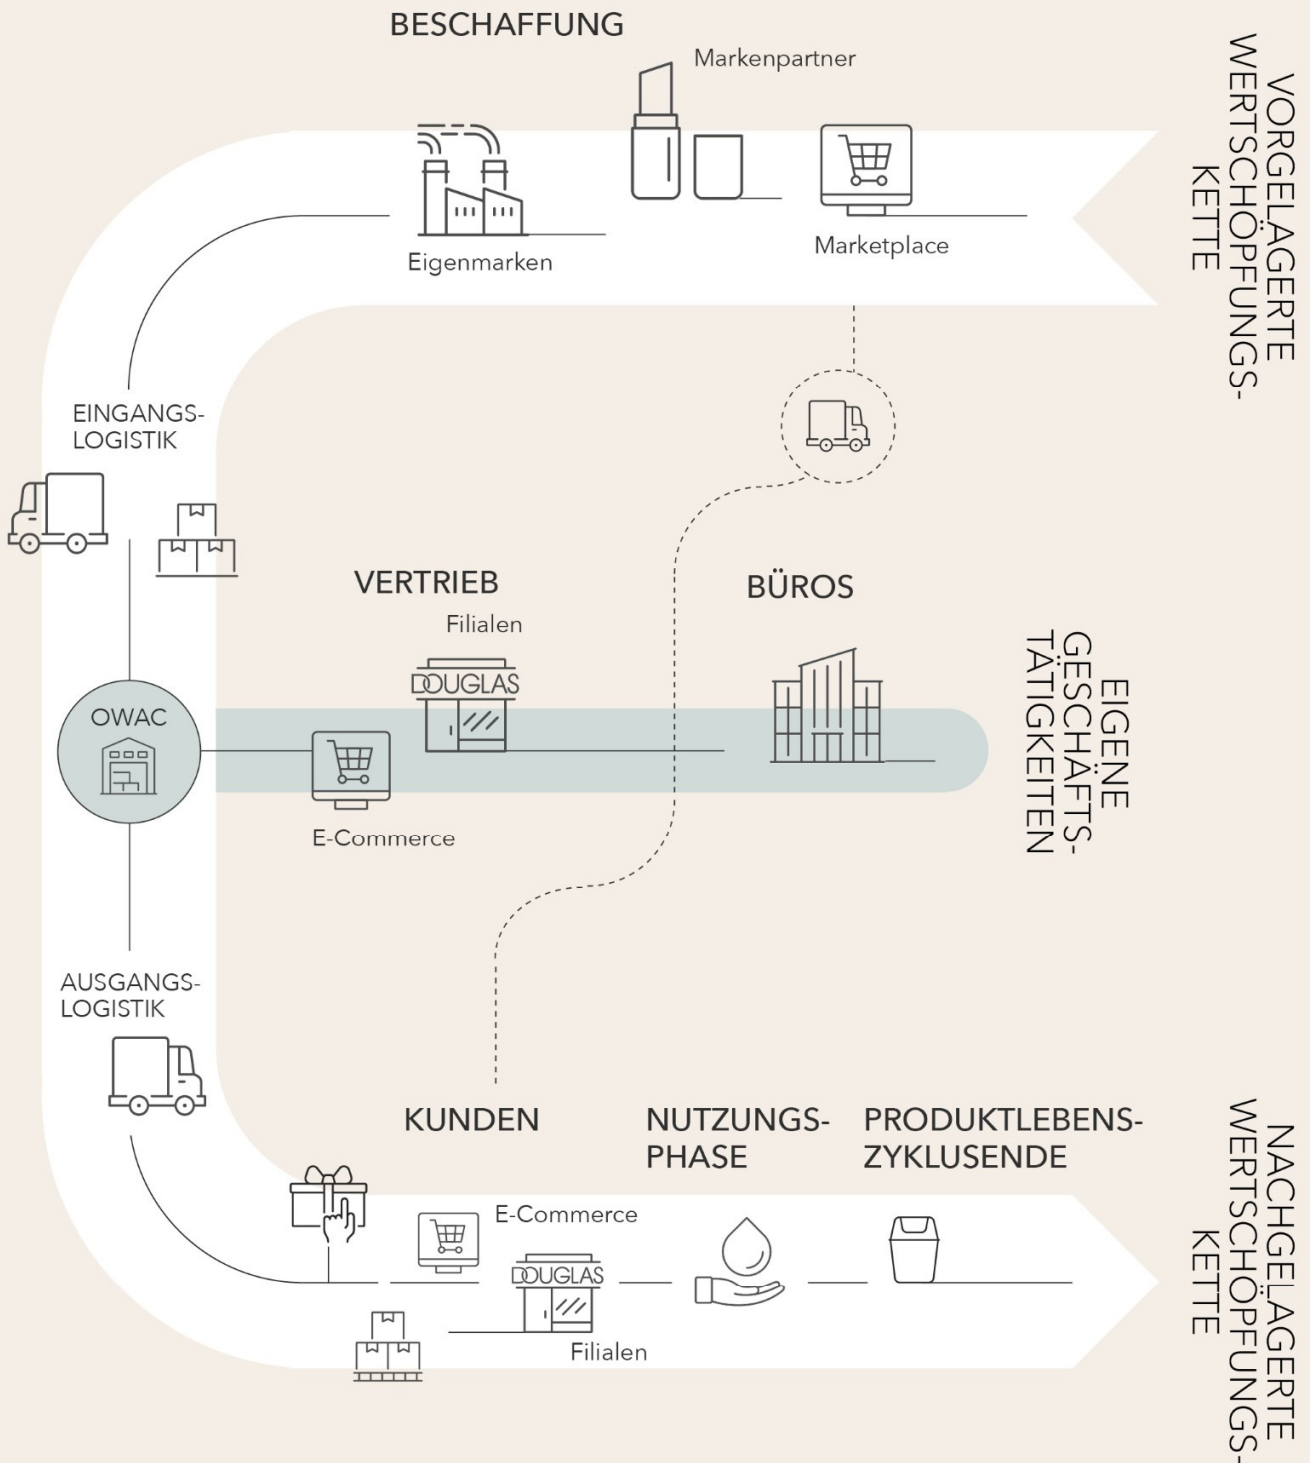 BESCHAFFUNG
Markenpartner
Eigenmarken
Marketplace
VORGELAGERTE
WERTSCHÖPFUNGS-
KETTE
EINGANGS-
LOGISTIK
VERTRIEB
Filialen
DOUGLAS
BÜROS
OWAC
E-Commerce
EIGENE
GESCHÄFTS-
TÄTIGKEITEN
AUSGANGS-
LOGISTIK
KUNDEN
NUTZUNGS-
PHASE
PRODUKTLEBENS-
ZYKLUSENDE
E-Commerce
DOUGLAS
Filialen
NACHGELAGERTE
WERTSCHÖPFUNGS-
KETTE